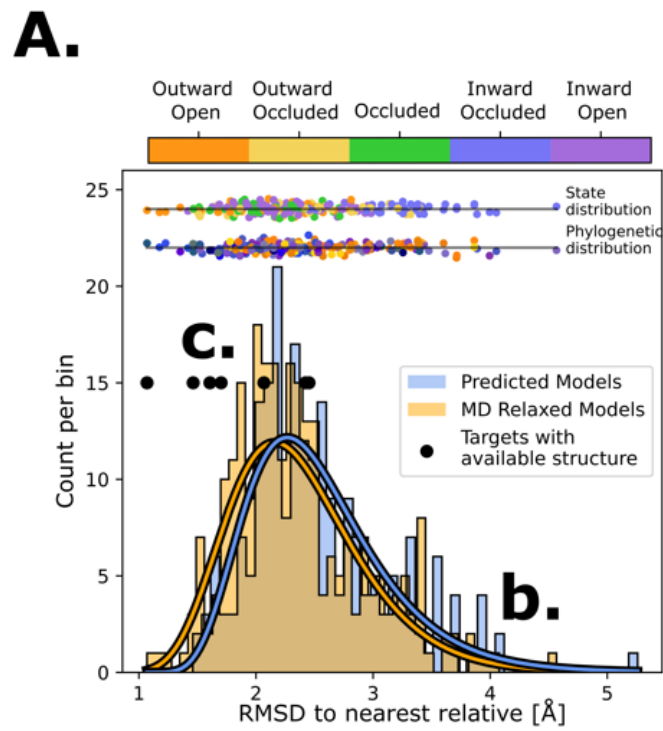 A.
Outward Open
Outward Occluded
Occluded
Inward Occluded
Inward Open
State distribution
Phylogenetic distribution
25
20
15
10
5
0
Count per bin
c.
b.
Predicted Models
MD Relaxed Models
Targets with
available structure
1 2 3 4 5
RMSD to nearest relative [Å]